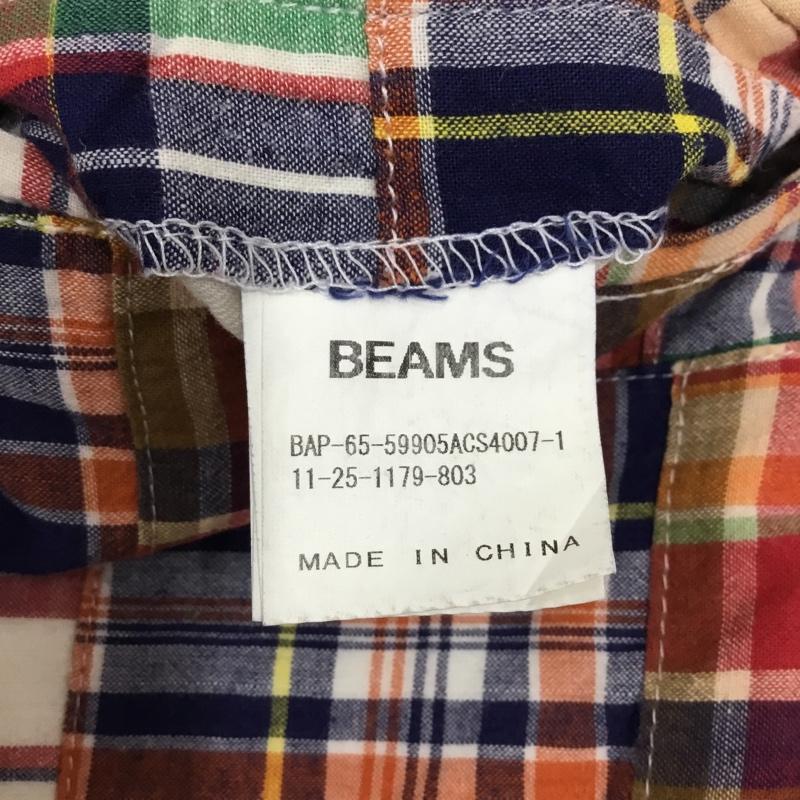 BEAMS
BAP-65-59905ACS4007-1
11-25-1179-803
MADE IN CHINA